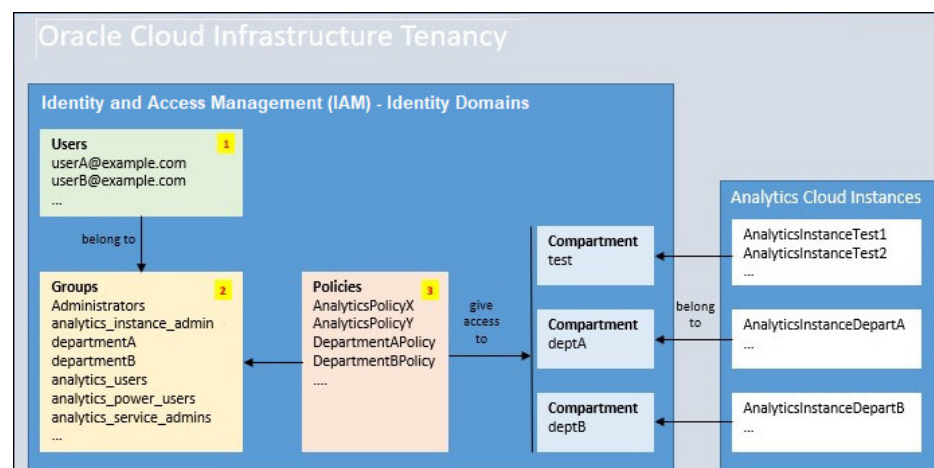 Oracle Cloud Infrastructure Tenancy
Identity and Access Management (IAM) - Identity Domains
Users
1
userA@example.com
userB@example.com
...
belong to
Groups
2
Administrators
analytics_instance_admin
departmentA
departmentB
analytics_users
analytics_power_users
analytics_service_admins
...
Policies
3
AnalyticsPolicyX
AnalyticsPolicyY
DepartmentAPolicy
DepartmentBPolicy
....
give
access
to
Compartment
test
Compartment
deptA
Compartment
deptB
belong
to
Analytics Cloud Instances
AnalyticsInstanceTest1
AnalyticsInstanceTest2
...
AnalyticsInstanceDepartA
...
AnalyticsInstanceDepartB
...